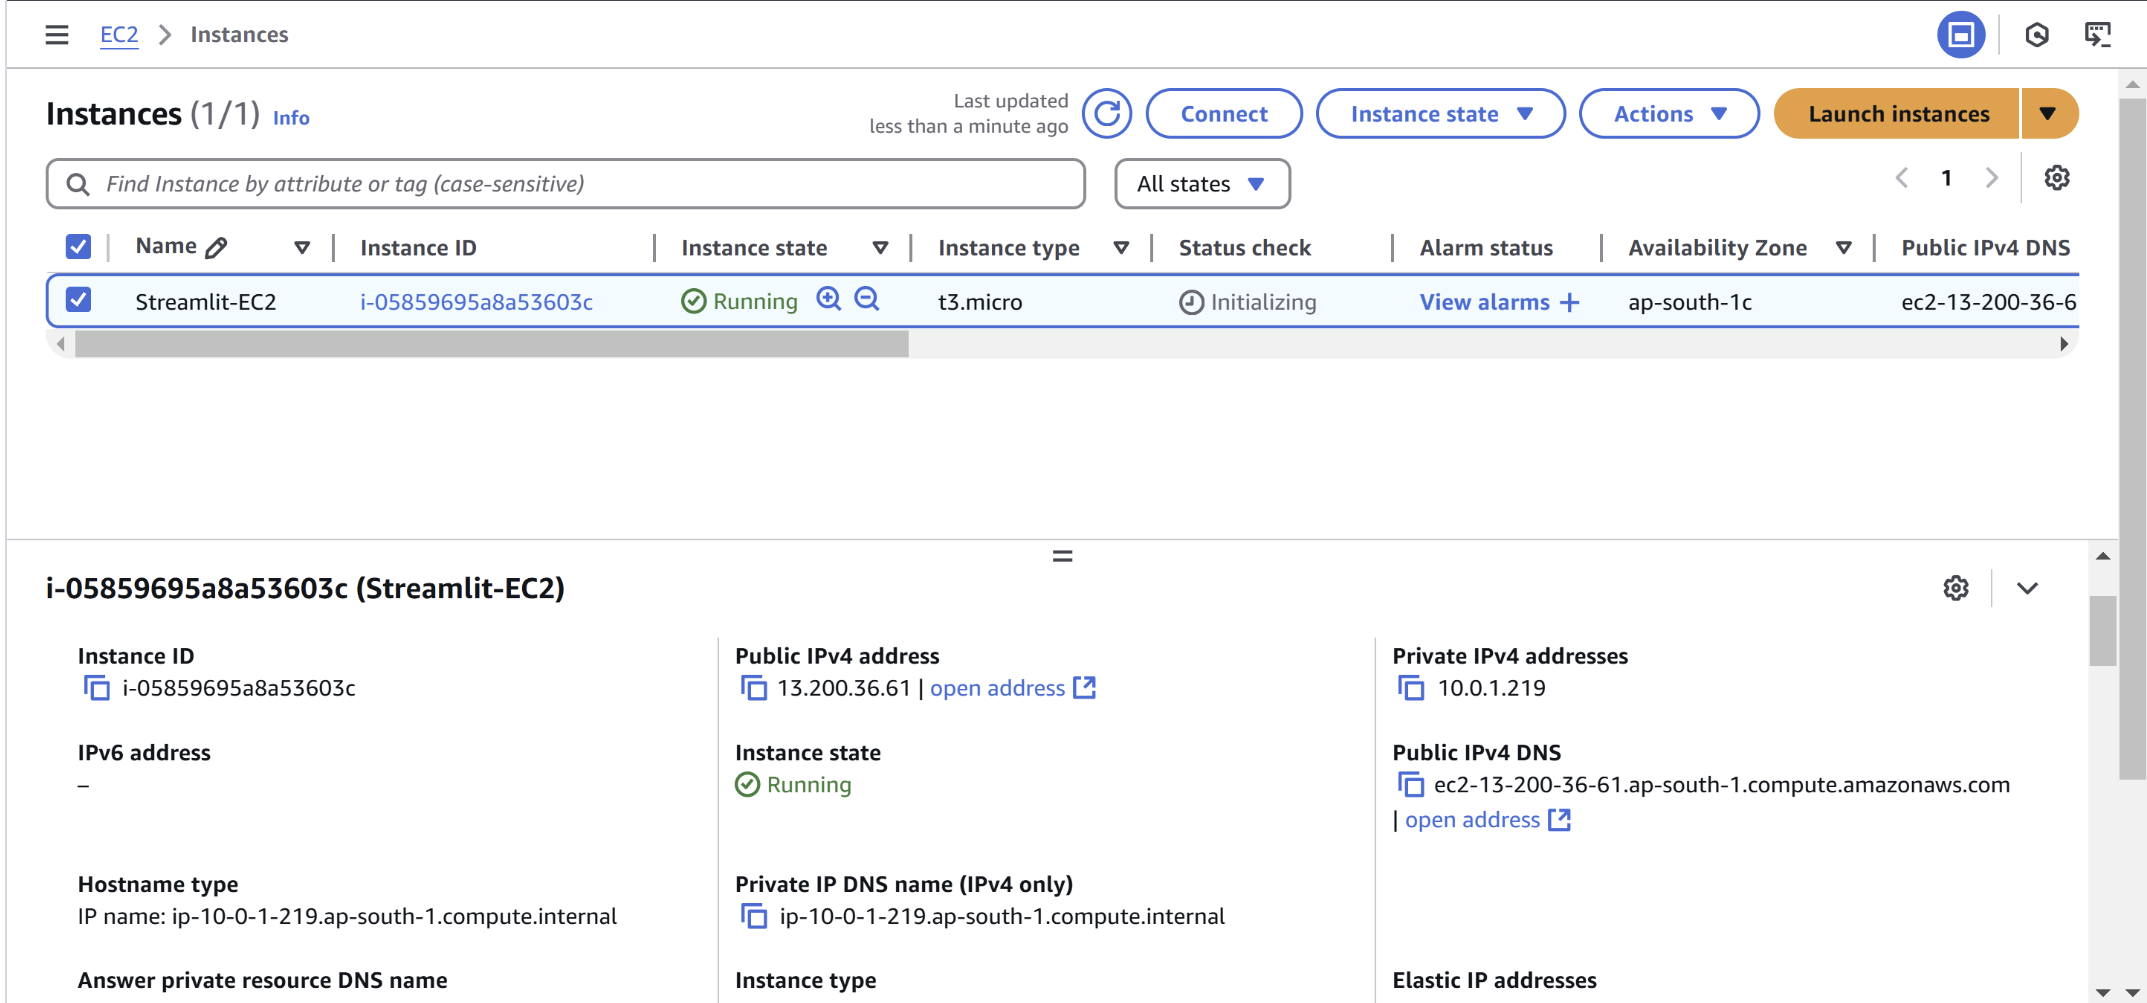 EC2 > Instances
Instances (1/1) Info
Last updated
less than a minute ago
Connect
Instance state
Actions
Launch instances
Find Instance by attribute or tag (case-sensitive)
All states
1
Name Instance ID Instance state Instance type Status check Alarm status Availability Zone Public IPv4 DNS
Streamlit-EC2 i-05859695a8a53603c Running t3.micro Initializing View alarms + ap-south-1c ec2-13-200-36-6
i-05859695a8a53603c (Streamlit-EC2)
Instance ID
i-05859695a8a53603c
Public IPv4 address
13.200.36.61 | open address
Private IPv4 addresses
10.0.1.219
IPv6 address
–
Instance state
Running
Public IPv4 DNS
ec2-13-200-36-61.ap-south-1.compute.amazonaws.com
| open address
Hostname type
IP name: ip-10-0-1-219.ap-south-1.compute.internal
Private IP DNS name (IPv4 only)
ip-10-0-1-219.ap-south-1.compute.internal
Answer private resource DNS name
Instance type
Elastic IP addresses